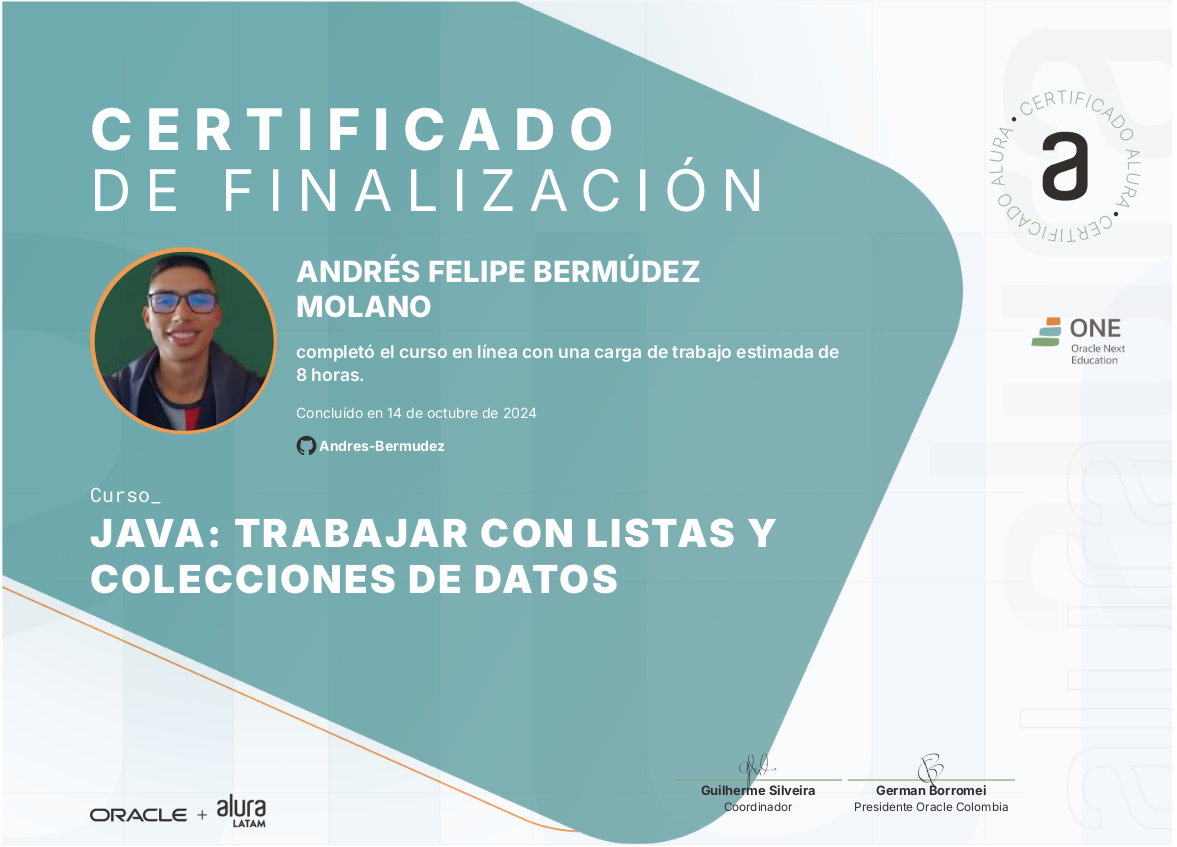 CERTIFICADO
DE FINALIZACIÓN
CERTIFICADO ALURA • CERTIFICADO ALURA •
a
ANDRÉS FELIPE BERMÚDEZ
MOLANO
completó el curso en línea con una carga de trabajo estimada de
8 horas.
Concluído en 14 de octubre de 2024
Andres-Bermudez
ONE
Oracle Next
Education
Curso_
JAVA: TRABAJAR CON LISTAS Y
COLECCIONES DE DATOS
alura
alura
Guilherme Silveira
Coordinador
German Borromei
Presidente Oracle Colombia
ORACLE + alura
LATAM